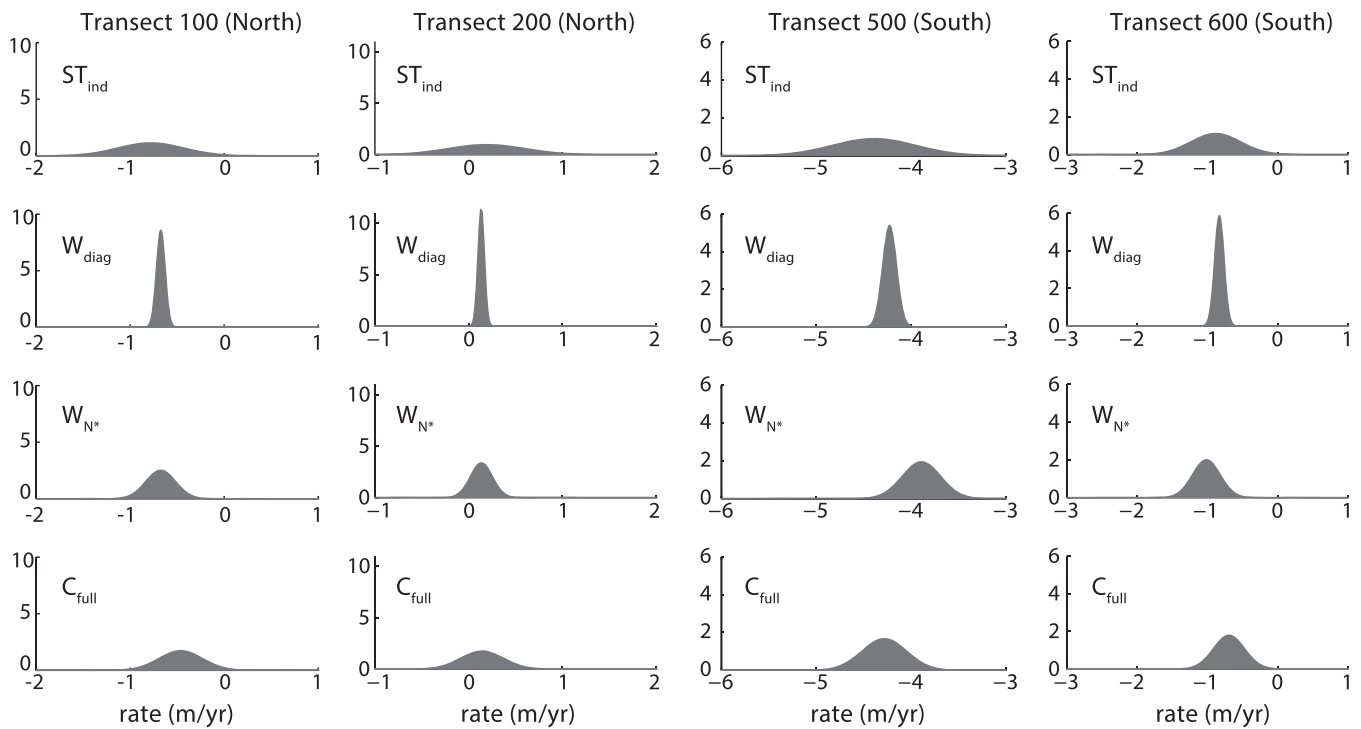 Transect 100 (North) Transect 200 (North) Transect 500 (South) Transect 600 (South)
10 10 6 6
ST_ind ST_ind ST_ind ST_ind
5 5 4 4
2 2
0 0 0 0
-2 -1 0 1 −1 0 1 2 −6 −5 −4 −3 −3 −2 −1 0 1
10 10 6 6
W_diag W_diag W_diag W_diag
5 5 4 4
2 2
0 0 0 0
-2 -1 0 1 −1 0 1 2 −6 −5 −4 −3 −3 −2 −1 0 1
10 10 6 6
W_N* W_N* W_N* W_N*
5 5 4 4
2 2
0 0 0 0
-2 -1 0 1 −1 0 1 2 −6 −5 −4 −3 −3 −2 −1 0 1
10 10 6 6
C_full C_full C_full C_full
5 5 4 4
2 2
0 0 0 0
-2 -1 0 1 −1 0 1 2 −6 −5 −4 −3 −3 −2 −1 0 1
rate (m/yr) rate (m/yr) rate (m/yr) rate (m/yr)